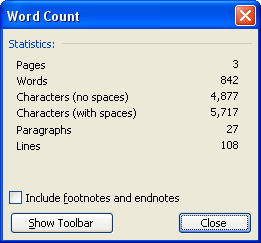 Word Count
Statistics:
Pages 3
Words 842
Characters (no spaces) 4,877
Characters (with spaces) 5,717
Paragraphs 27
Lines 108
Include footnotes and endnotes
Show Toolbar Close